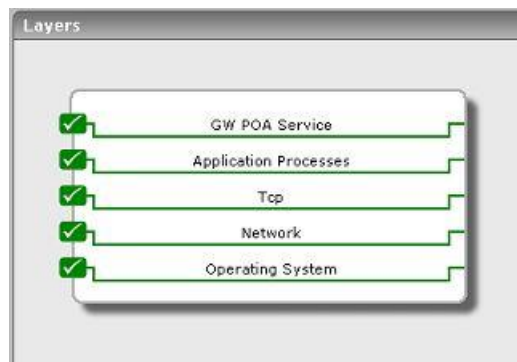 Layers
GW POA Service
Application Processes
Tcp
Network
Operating System